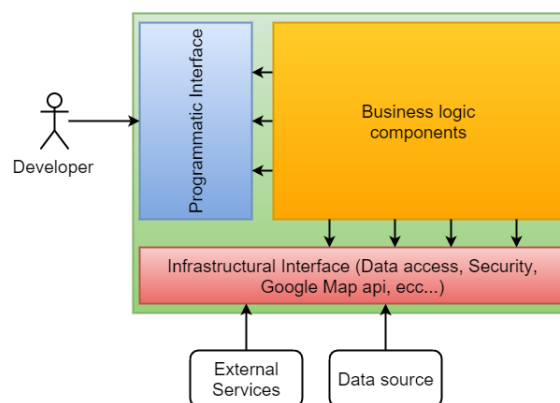 Developer
Programmatic Interface
Business logic
components
Infrastructural Interface (Data access, Security,
Google Map api, ecc...)
External
Services
Data source